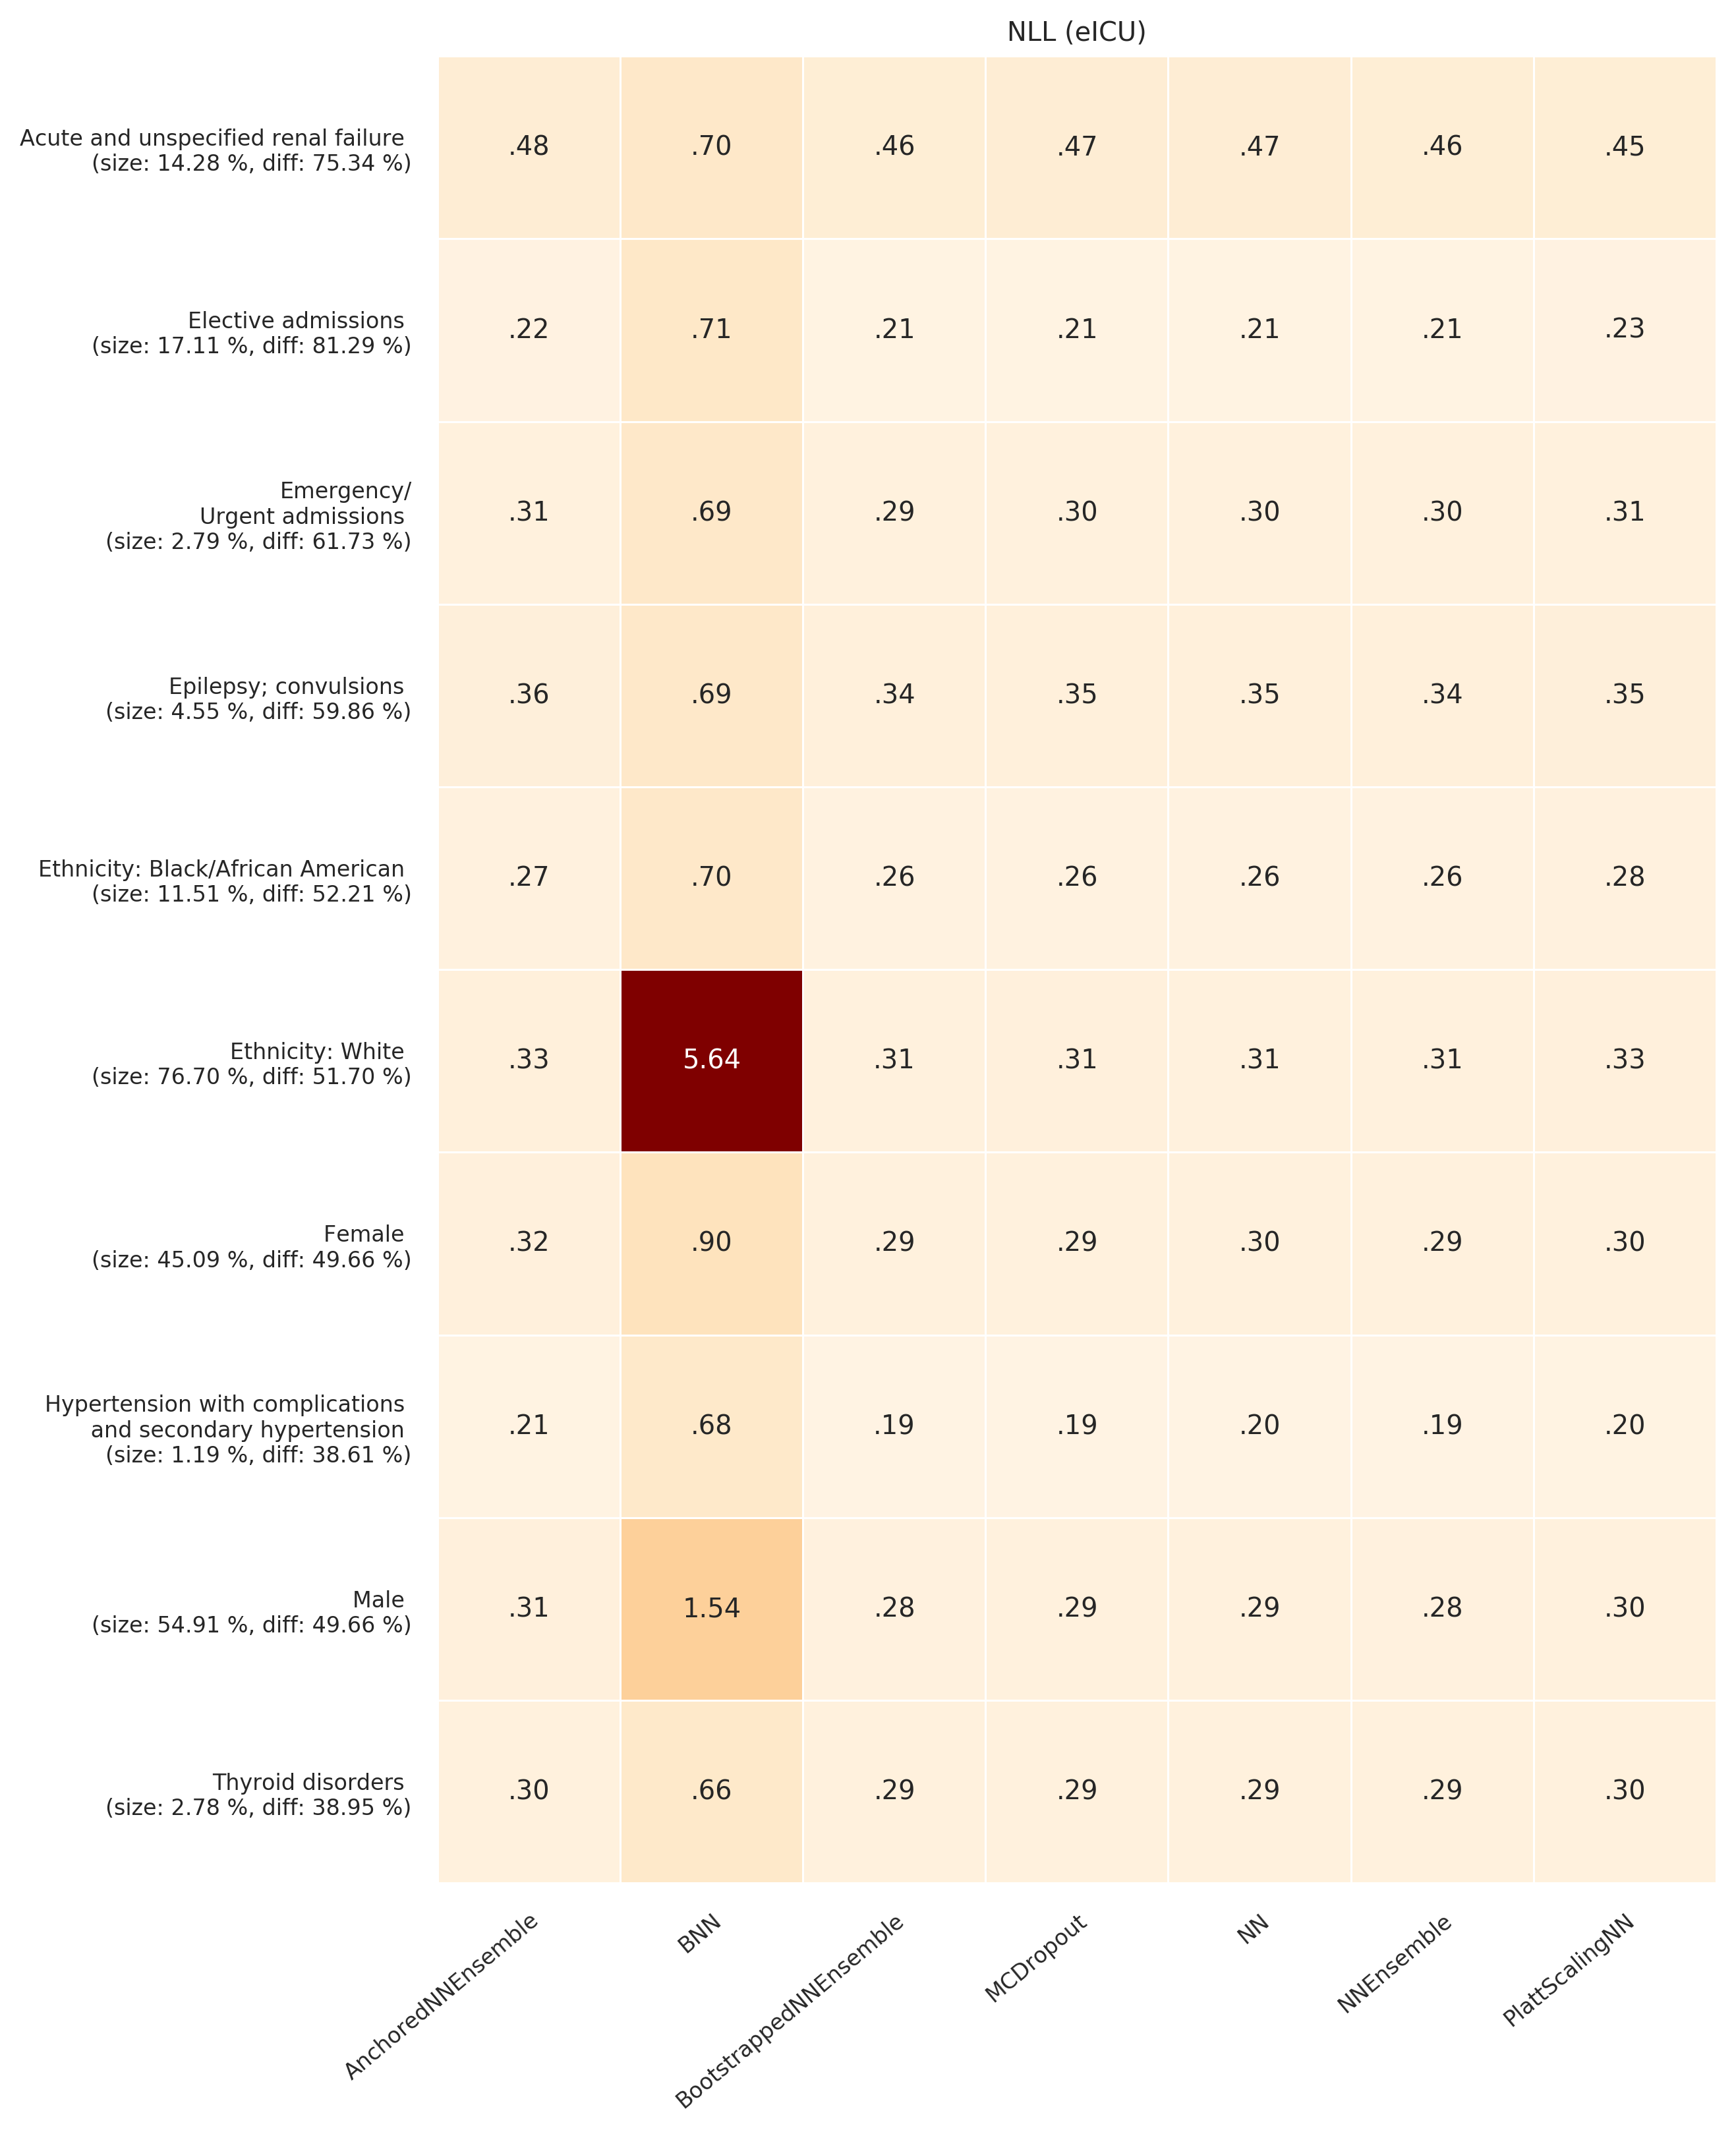 NLL (eICU)
Acute and unspecified renal failure
(size: 14.28 %, diff: 75.34 %)
.48 .70 .46 .47 .47 .46 .45
Elective admissions
(size: 17.11 %, diff: 81.29 %)
.22 .71 .21 .21 .21 .21 .23
Emergency/
Urgent admissions
(size: 2.79 %, diff: 61.73 %)
.31 .69 .29 .30 .30 .30 .31
Epilepsy; convulsions
(size: 4.55 %, diff: 59.86 %)
.36 .69 .34 .35 .35 .34 .35
Ethnicity: Black/African American
(size: 11.51 %, diff: 52.21 %)
.27 .70 .26 .26 .26 .26 .28
Ethnicity: White
(size: 76.70 %, diff: 51.70 %)
.33 5.64 .31 .31 .31 .31 .33
Female
(size: 45.09 %, diff: 49.66 %)
.32 .90 .29 .29 .30 .29 .30
Hypertension with complications
and secondary hypertension
(size: 1.19 %, diff: 38.61 %)
.21 .68 .19 .19 .20 .19 .20
Male
(size: 54.91 %, diff: 49.66 %)
.31 1.54 .28 .29 .29 .28 .30
Thyroid disorders
(size: 2.78 %, diff: 38.95 %)
.30 .66 .29 .29 .29 .29 .30
AnchoredNNEnsemble
BNN
BootstrappedNNEnsemble
MCDropout
NN
NNEnsemble
PlattScalingNN